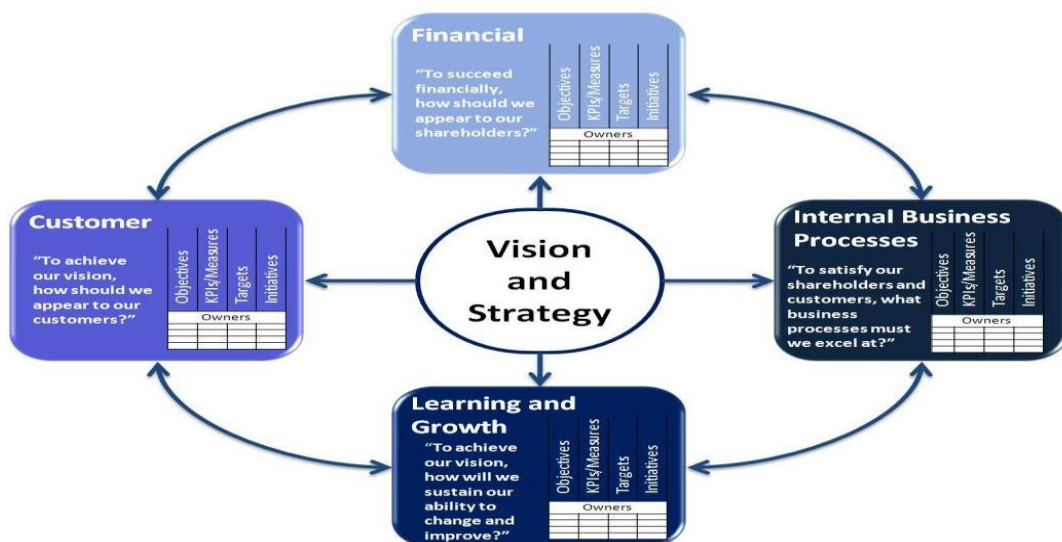 Financial
“To succeed
financially,
how should we
appear to our
shareholders?”
Objectives
KPIs/Measures
Targets
Initiatives
Owners
Customer
“To achieve
our vision,
how should we
appear to our
customers?”
Objectives
KPIs/Measures
Targets
Initiatives
Owners
Vision
and
Strategy
Internal Business
Processes
“To satisfy our
shareholders and
customers, what
business
processes must
we excel at?”
Objectives
KPIs/Measures
Targets
Initiatives
Owners
Learning and
Growth
“To achieve
our vision,
how will we
sustain our
ability to
change and
improve?”
Objectives
KPIs/Measures
Targets
Initiatives
Owners